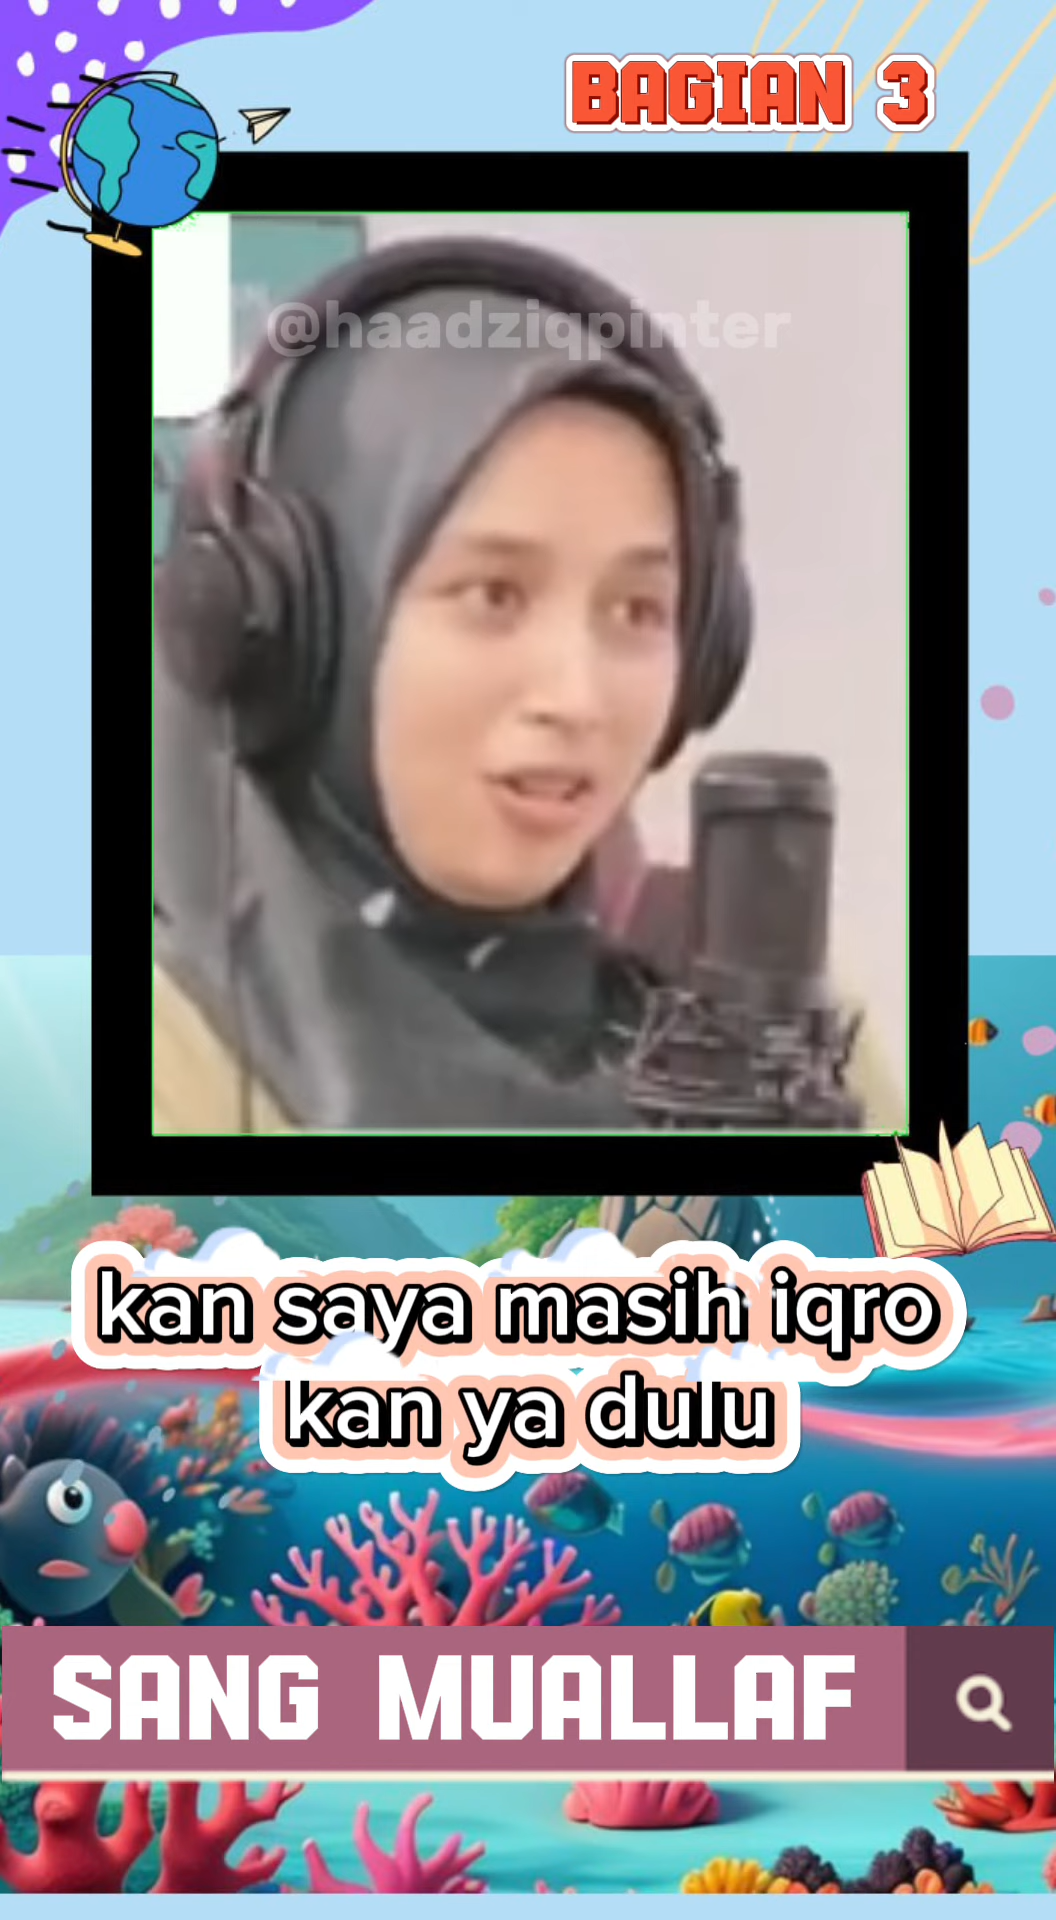 BAGIAN 3
@haadziqpinter
kan saya masih iqro
kan ya dulu
SANG MUALLAF